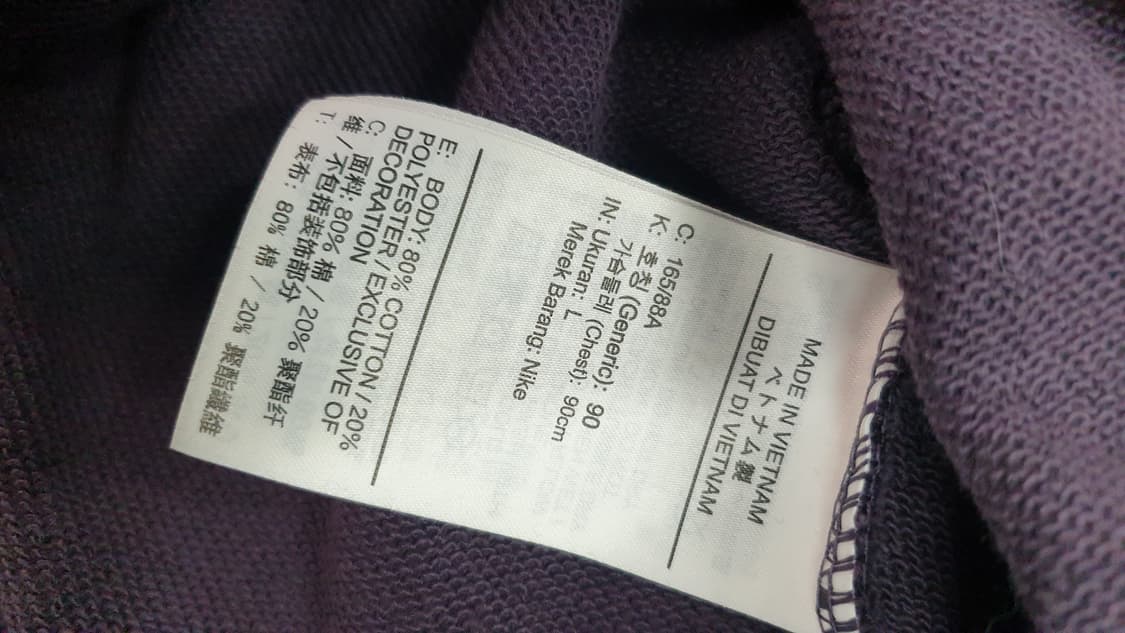 MADE IN VIETNAM
ベトナム製
DIBUAT DI VIETNAM
C: 165/88A
K: 호칭 (Generic): 90
가슴둘레 (Chest): 90cm
IN: Ukuran: L
Merek Barang: Nike
E: BODY: 80% COTTON / 20%
POLYESTER / EXCLUSIVE OF
DECORATION
C: 面料: 80% 棉 / 20% 聚酯纤
维 / 不包括装饰部分
T: 表布: 80% 棉 / 20% 聚酯纖維